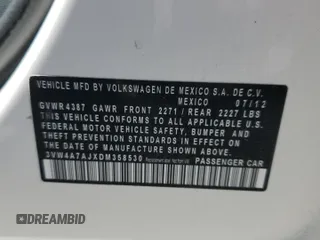 VEHICLE MFD BY VOLKSWAGEN DE MEXICO S.A. DE C.V.
MEXICO 07/12
GVWR 4387 GAWR FRONT 2271 / REAR 2227 LBS
THIS VEHICLE CONFORMS TO ALL APPLICABLE U.S.
FEDERAL MOTOR VEHICLE SAFETY, BUMPER AND
THEFT PREVENTION STANDARDS IN EFFECT ON THE
DATE OF MANUFACTURE SHOWN ABOVE.
3VW4A7AJXDM358530 PASSENGER CAR
DREAMBID
dreambid.com